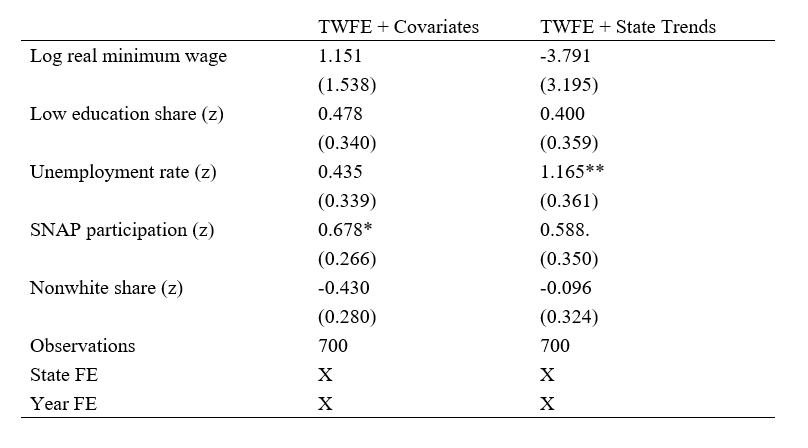 TWFE + Covariates TWFE + State Trends
Log real minimum wage 1.151 -3.791
(1.538) (3.195)
Low education share (z) 0.478 0.400
(0.340) (0.359)
Unemployment rate (z) 0.435 1.165**
(0.339) (0.361)
SNAP participation (z) 0.678* 0.588.
(0.266) (0.350)
Nonwhite share (z) -0.430 -0.096
(0.280) (0.324)
Observations 700 700
State FE X X
Year FE X X